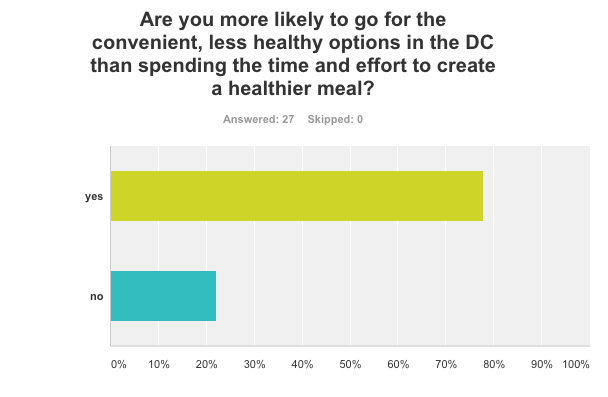 Are you more likely to go for the
convenient, less healthy options in the DC
than spending the time and effort to create
a healthier meal?
Answered: 27 Skipped: 0
yes
no
0% 10% 20% 30% 40% 50% 60% 70% 80% 90% 100%